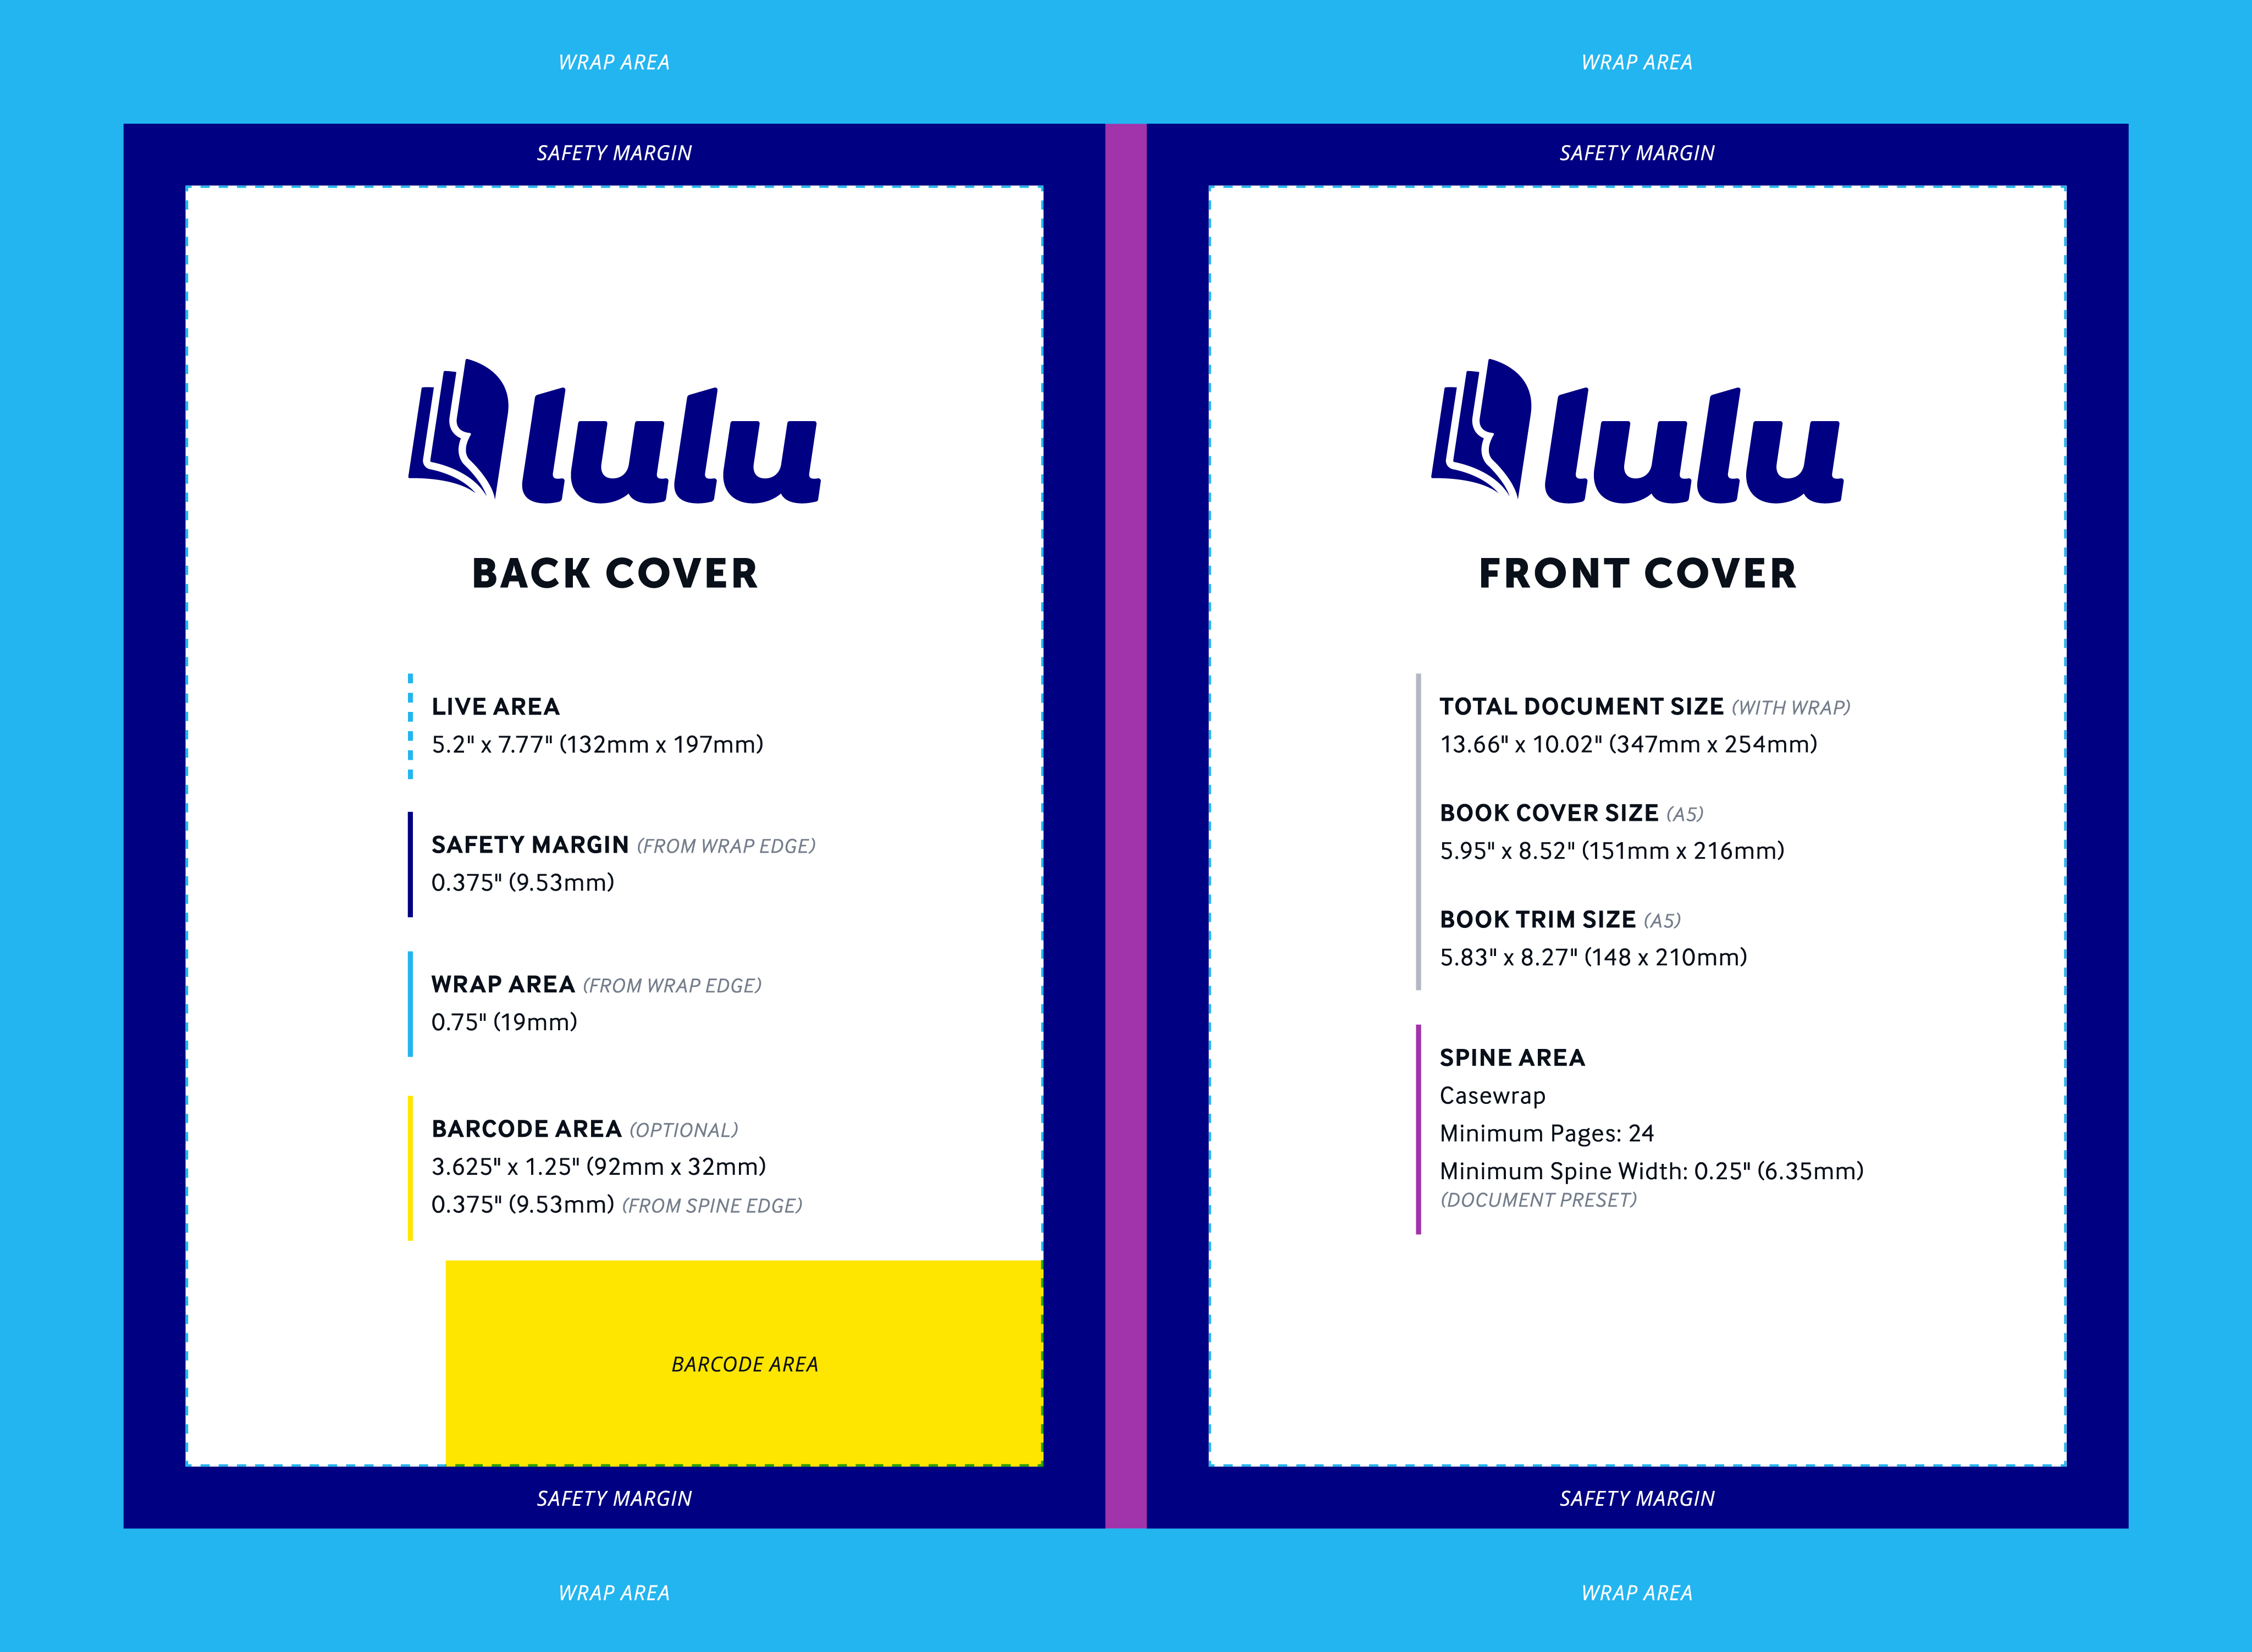 WRAP AREA
WRAP AREA
SAFETY MARGIN
SAFETY MARGIN
lulu
BACK COVER
LIVE AREA
5.2" x 7.77" (132mm x 197mm)
SAFETY MARGIN (FROM WRAP EDGE)
0.375" (9.53mm)
WRAP AREA (FROM WRAP EDGE)
0.75" (19mm)
BARCODE AREA (OPTIONAL)
3.625" x 1.25" (92mm x 32mm)
0.375" (9.53mm) (FROM SPINE EDGE)
BARCODE AREA
lulu
FRONT COVER
TOTAL DOCUMENT SIZE (WITH WRAP)
13.66" x 10.02" (347mm x 254mm)
BOOK COVER SIZE (A5)
5.95" x 8.52" (151mm x 216mm)
BOOK TRIM SIZE (A5)
5.83" x 8.27" (148 x 210mm)
SPINE AREA
Casewrap
Minimum Pages: 24
Minimum Spine Width: 0.25" (6.35mm)
(DOCUMENT PRESET)
SAFETY MARGIN
SAFETY MARGIN
WRAP AREA
WRAP AREA